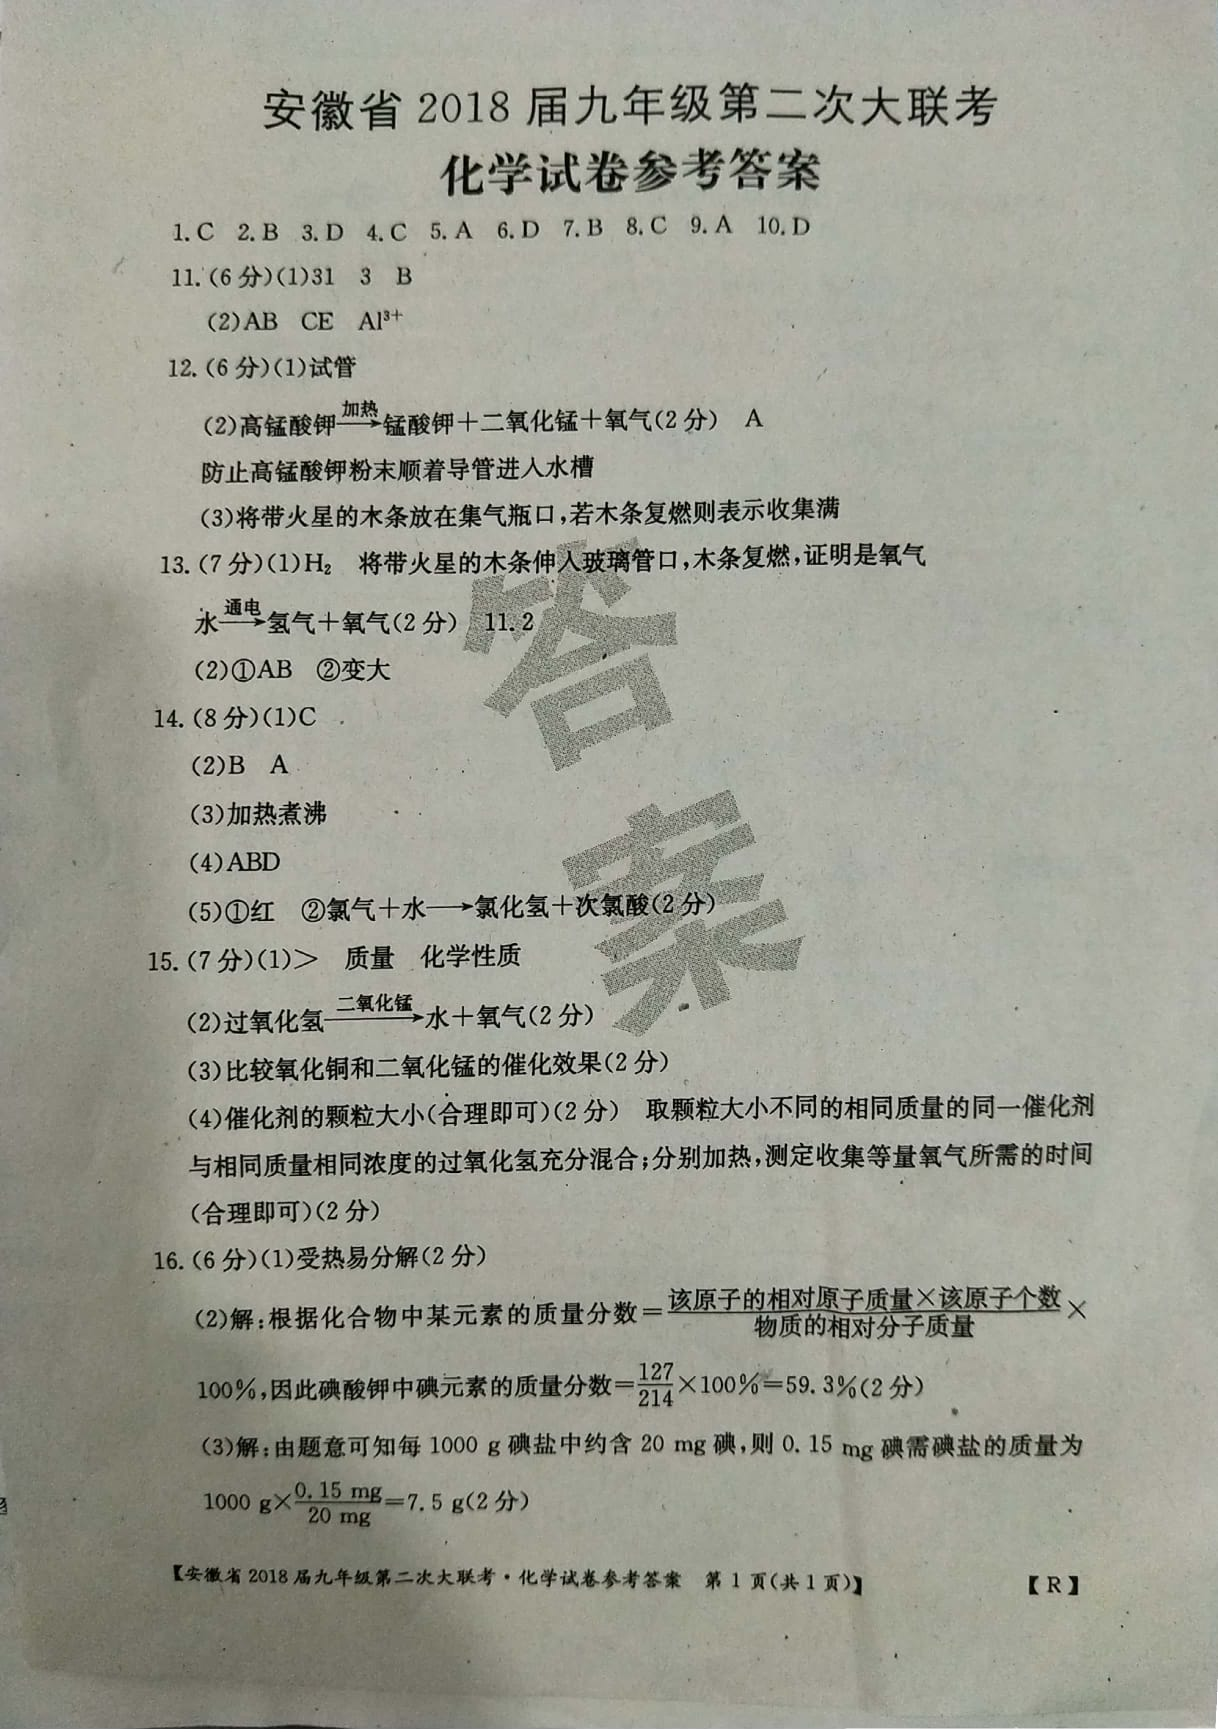 安徽省 2018 届九年级第二次大联考
化学试卷参考答案
1. C 2. B 3. D 4. C 5. A 6. D 7. B 8. C 9. A 10. D
11. (6 分)(1)31 3 B
(2)AB CE Al³⁺
12. (6 分)(1)试管
(2)高锰酸钾 加热→ 锰酸钾＋二氧化锰＋氧气(2 分) A
防止高锰酸钾粉末顺着导管进入水槽
(3)将带火星的木条放在集气瓶口,若木条复燃则表示收集满
13. (7 分)(1)H₂ 将带火星的木条伸入玻璃管口,木条复燃,证明是氧气
水 通电→ 氢气＋氧气(2 分) 11.2
(2)①AB ②变大
14. (8 分)(1)C
(2)B A
(3)加热煮沸
(4)ABD
(5)①红 ②氯气＋水→氯化氢＋次氯酸(2 分)
15. (7 分)(1)＞ 质量 化学性质
(2)过氧化氢 二氧化锰→ 水＋氧气(2 分)
(3)比较氧化铜和二氧化锰的催化效果(2 分)
(4)催化剂的颗粒大小(合理即可)(2 分) 取颗粒大小不同的相同质量的同一催化剂
与相同质量相同浓度的过氧化氢充分混合;分别加热,测定收集等量氧气所需的时间
(合理即可)(2 分)
16. (6 分)(1)受热易分解(2 分)
(2)解:根据化合物中某元素的质量分数＝该原子的相对原子质量×该原子个数/物质的相对分子质量×
100%,因此碘酸钾中碘元素的质量分数＝127/214×100%＝59.3%(2 分)
(3)解:由题意可知每 1000 g 碘盐中约含 20 mg 碘,则 0.15 mg 碘需碘盐的质量为
1000 g×0.15 mg/20 mg＝7.5 g(2 分)
【安徽省 2018 届九年级第二次大联考·化学试卷参考答案 第 1 页(共 1 页)】 【R】
答案